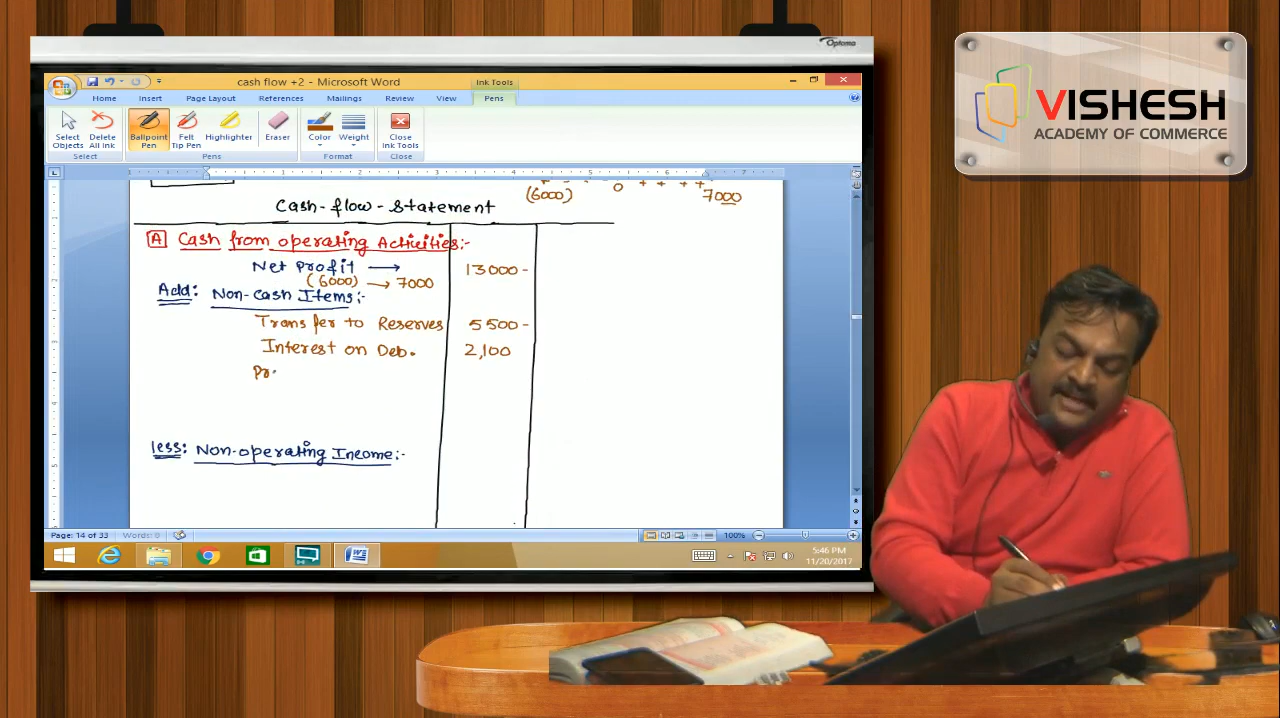 Optoma
cash flow +2 - Microsoft Word
Ink Tools
Home Insert Page Layout References Mailings Review View Pens
Select Objects
Delete All Ink
Ballpoint Pen
Felt Tip Pen
Highlighter
Eraser
Color
Weight
Close Ink Tools
Select
Pens
Format
Close
(6000) 0 + + + + 7000
Cash-flow-Statement
A Cash from operating Activities:-
Net Profit → 13000-
(6000) → 7000
Add: Non-Cash Items:-
Transfer to Reserves 5500-
Interest on Deb. 2,100
Pr.
less: Non-operating Income:-
Page: 14 of 33 Words: 0 100%
5:46 PM
11/20/2017
VISHESH
ACADEMY OF COMMERCE